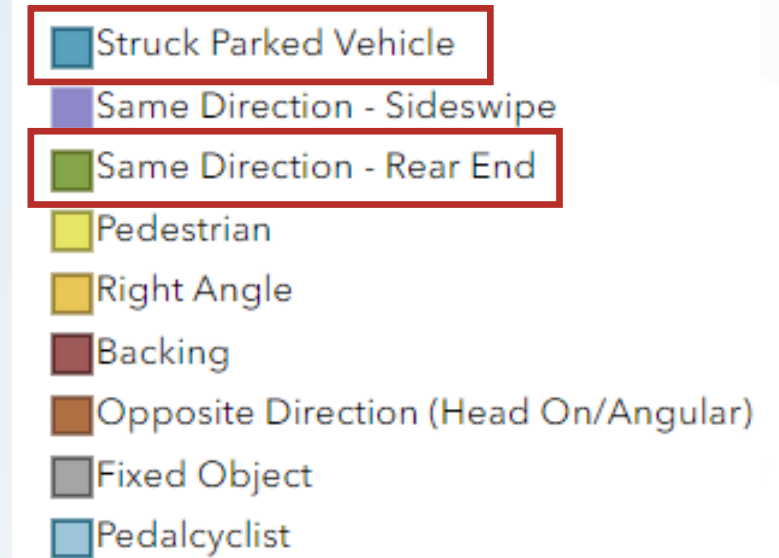 Struck Parked Vehicle
Same Direction - Sideswipe
Same Direction - Rear End
Pedestrian
Right Angle
Backing
Opposite Direction (Head On/Angular)
Fixed Object
Pedalcyclist